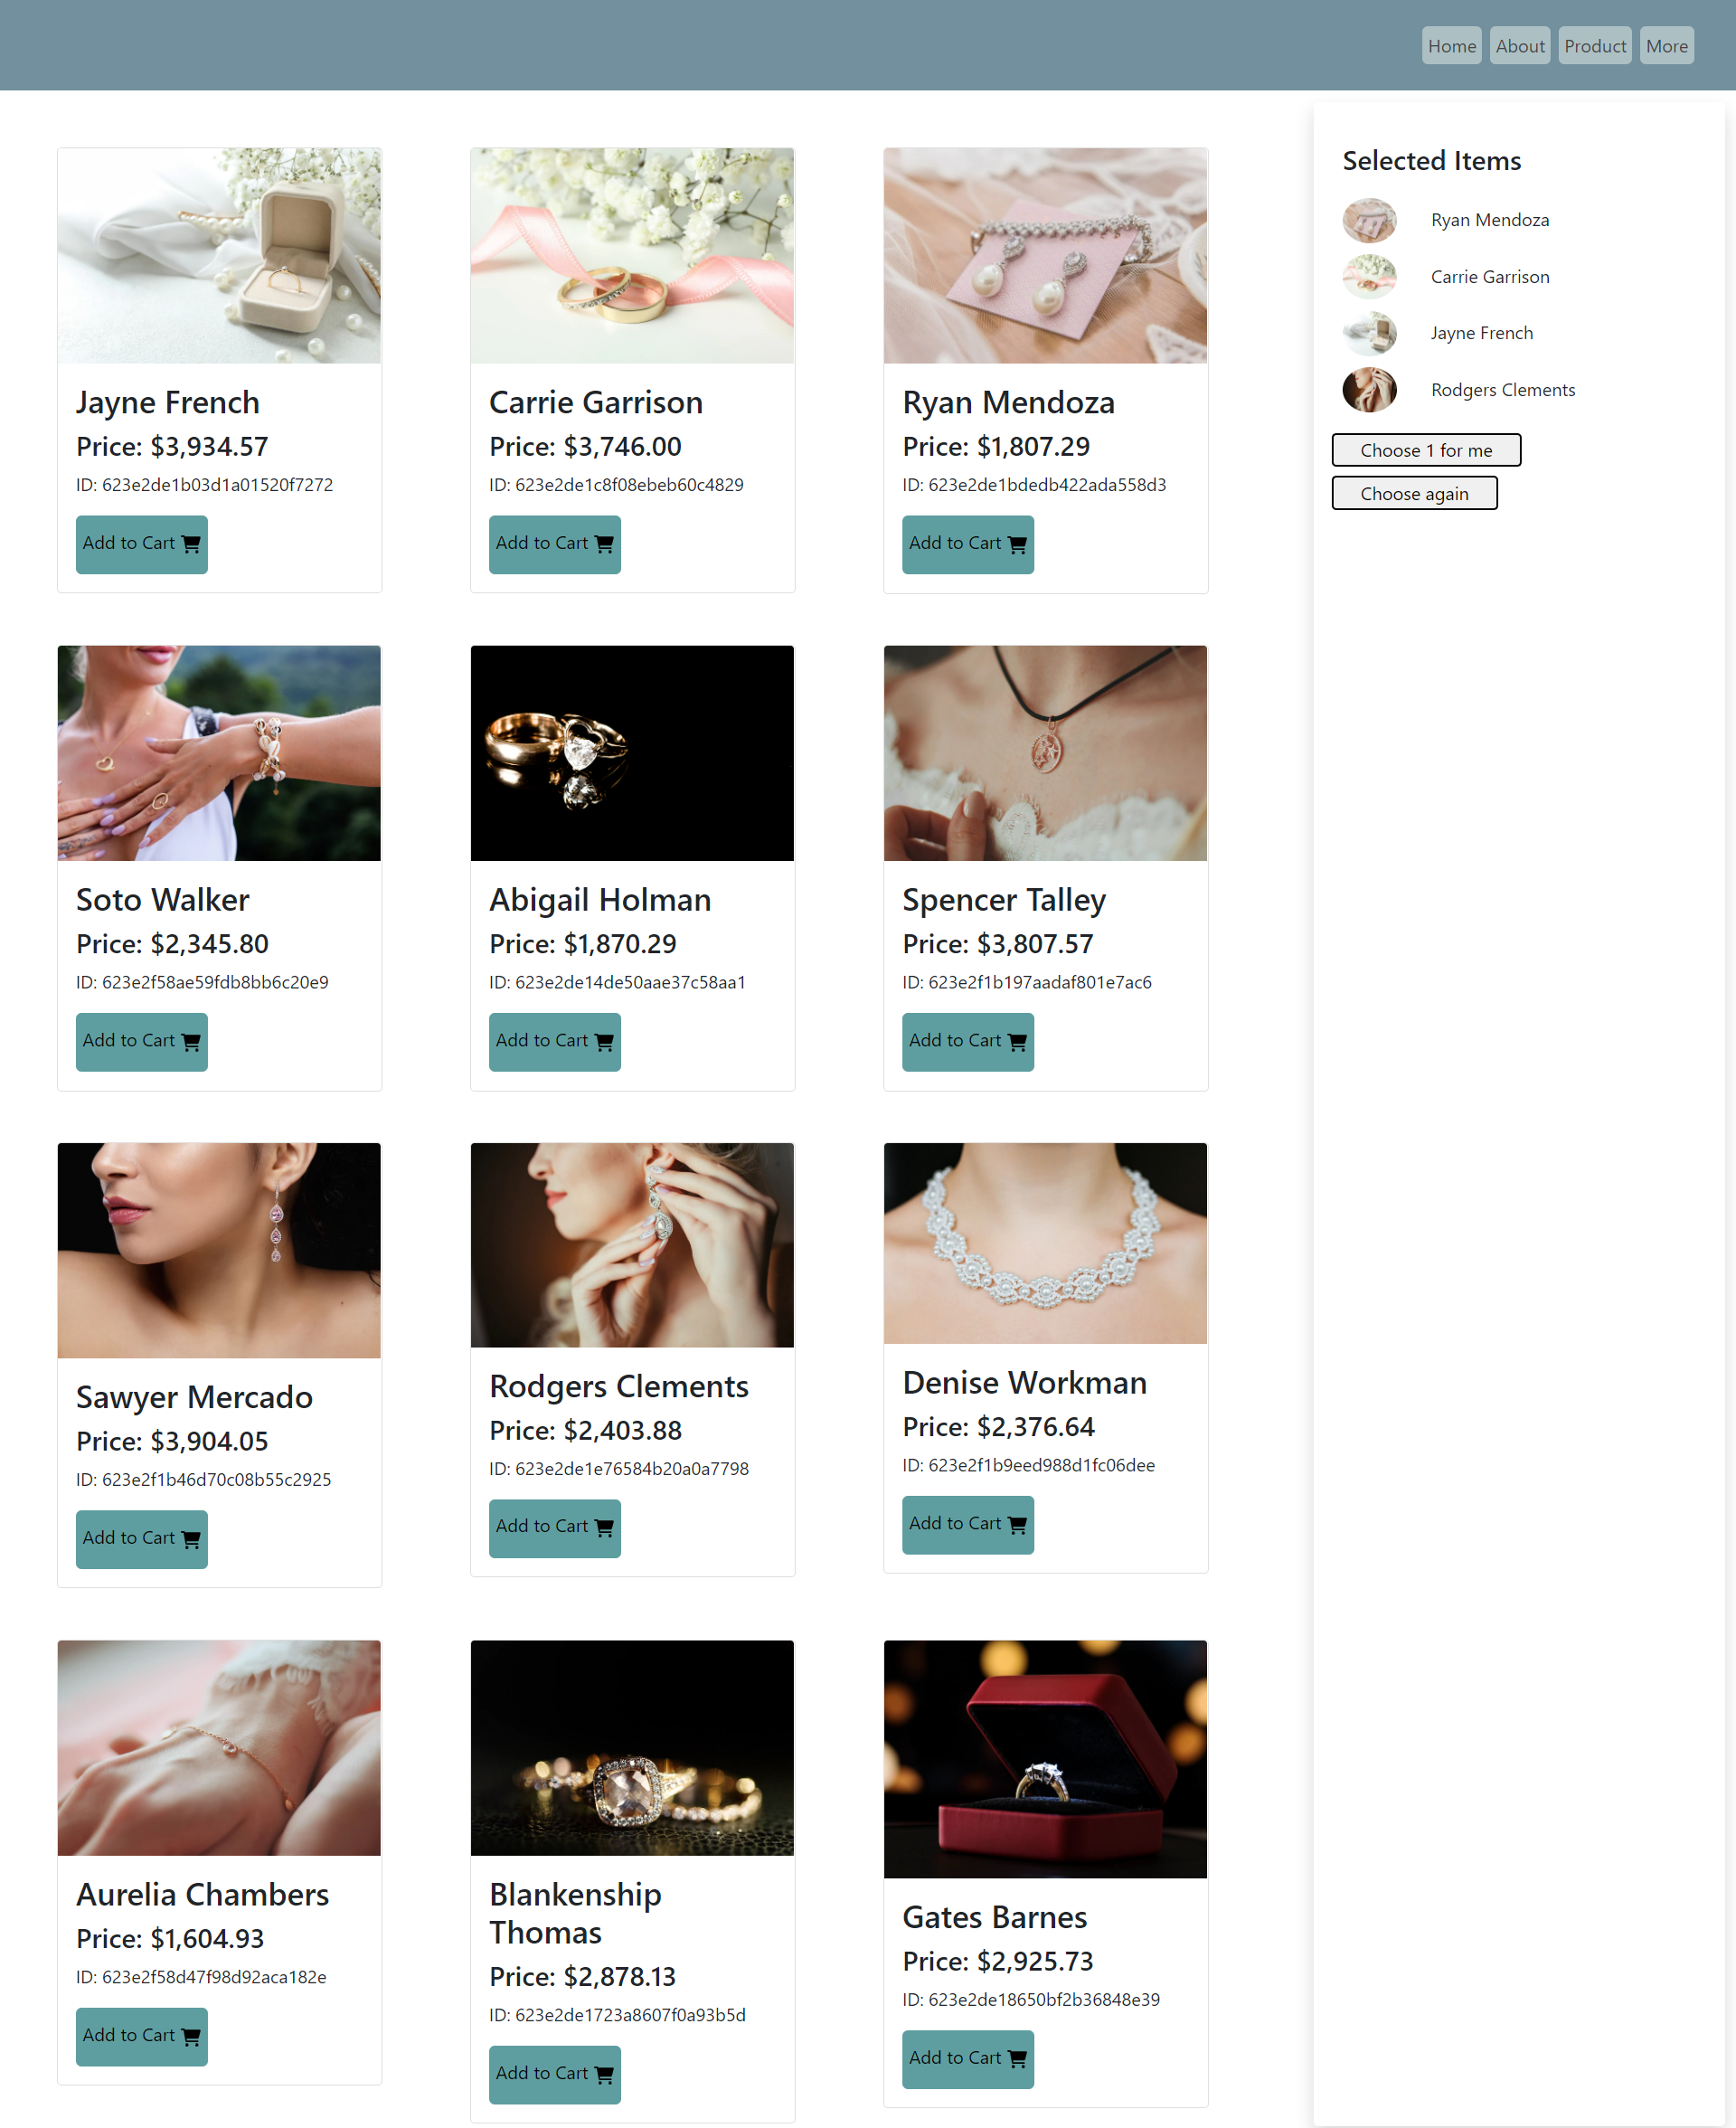 Home About Product More
Selected Items
Ryan Mendoza
Carrie Garrison
Jayne French
Rodgers Clements
Choose 1 for me
Choose again
Jayne French
Price: $3,934.57
ID: 623e2de1b03d1a01520f7272
Add to Cart
Carrie Garrison
Price: $3,746.00
ID: 623e2de1c8f08ebeb60c4829
Add to Cart
Ryan Mendoza
Price: $1,807.29
ID: 623e2de1bdedb422ada558d3
Add to Cart
Soto Walker
Price: $2,345.80
ID: 623e2f58ae59fdb8bb6c20e9
Add to Cart
Abigail Holman
Price: $1,870.29
ID: 623e2de14de50aae37c58aa1
Add to Cart
Spencer Talley
Price: $3,807.57
ID: 623e2f1b197aadaf801e7ac6
Add to Cart
Sawyer Mercado
Price: $3,904.05
ID: 623e2f1b46d70c08b55c2925
Add to Cart
Rodgers Clements
Price: $2,403.88
ID: 623e2de1e76584b20a0a7798
Add to Cart
Denise Workman
Price: $2,376.64
ID: 623e2f1b9eed988d1fc06dee
Add to Cart
Aurelia Chambers
Price: $1,604.93
ID: 623e2f58d47f98d92aca182e
Add to Cart
Blankenship
Thomas
Price: $2,878.13
ID: 623e2de1723a8607f0a93b5d
Add to Cart
Gates Barnes
Price: $2,925.73
ID: 623e2de18650bf2b36848e39
Add to Cart